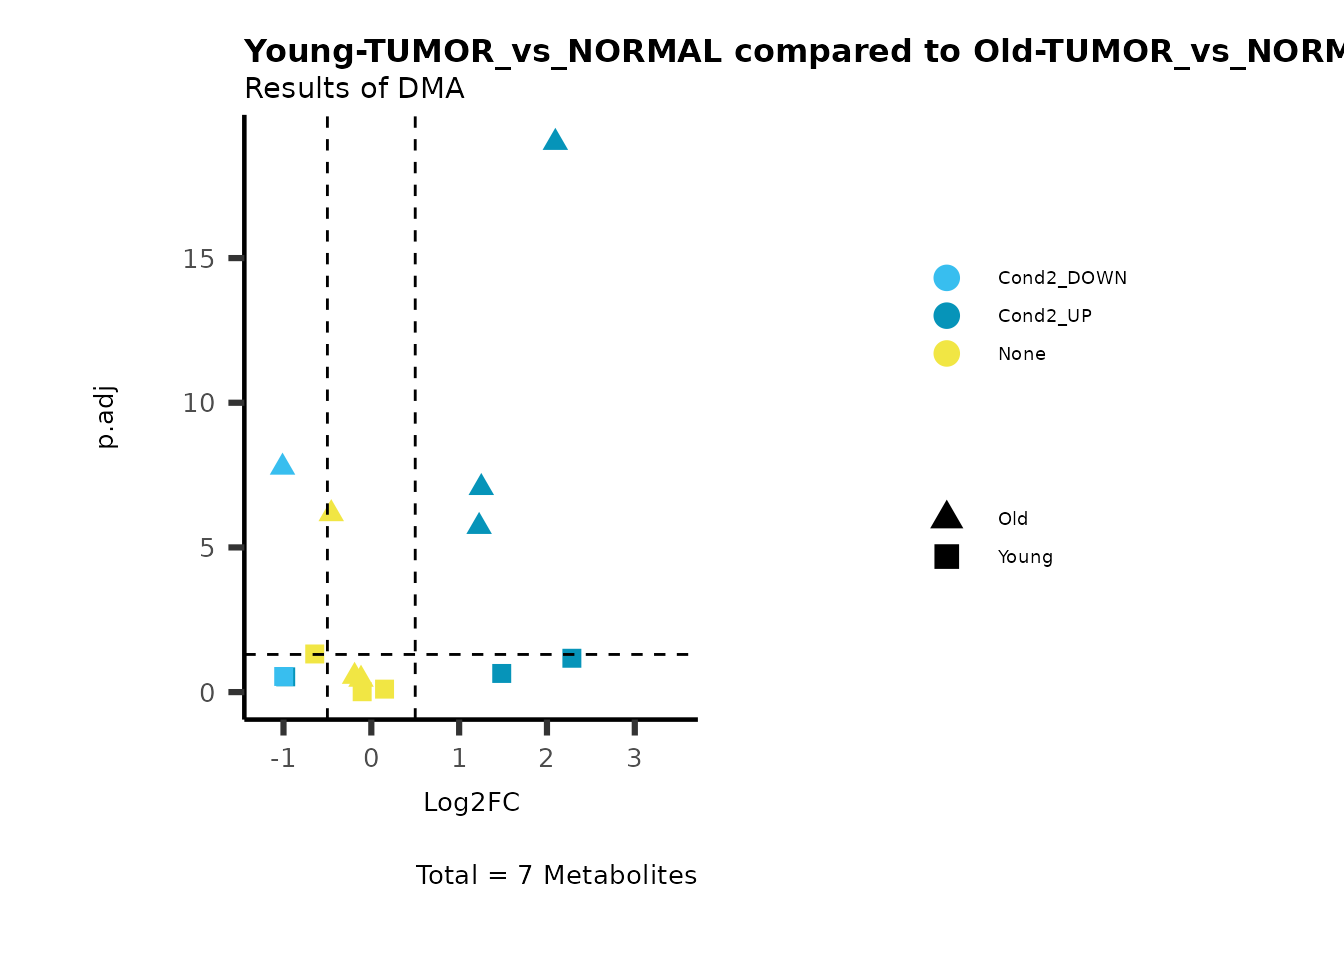 Young-TUMOR_vs_NORMAL compared to Old-TUMOR_vs_NORM
Results of DMA
15
10
5
0
p.adj
-1 0 1 2 3
Log2FC
Total = 7 Metabolites
Cond2_DOWN
Cond2_UP
None
Old
Young